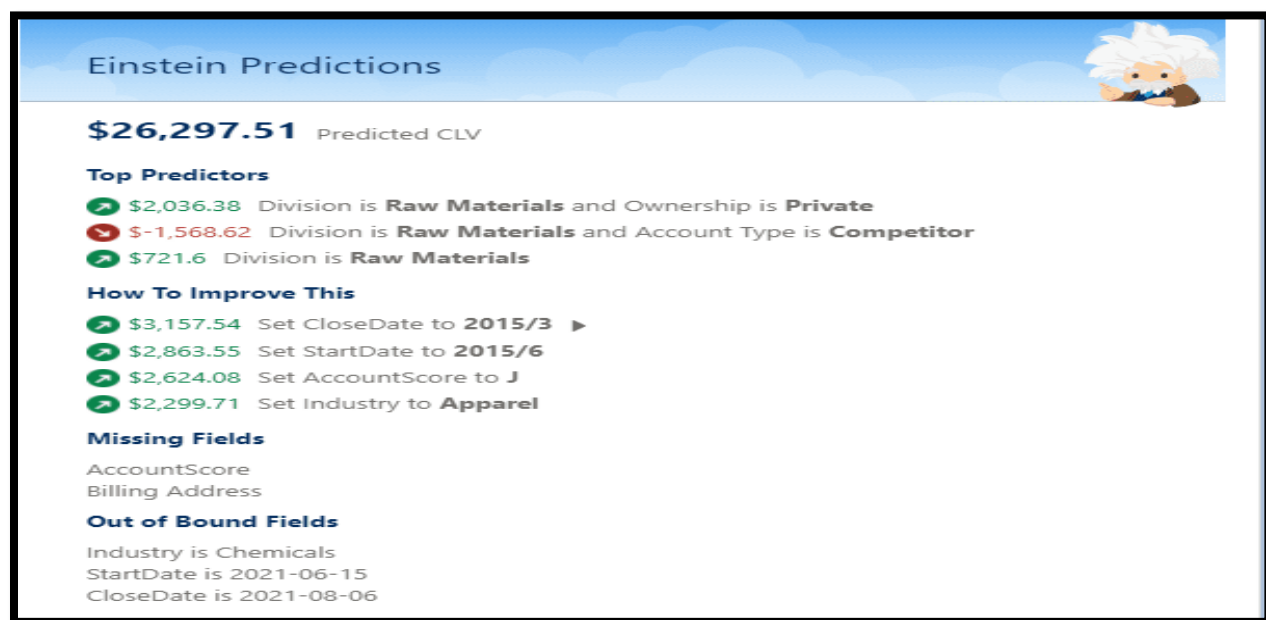 Einstein Predictions
$26,297.51 Predicted CLV
Top Predictors
$2,036.38 Division is Raw Materials and Ownership is Private
$-1,568.62 Division is Raw Materials and Account Type is Competitor
$721.6 Division is Raw Materials
How To Improve This
$3,157.54 Set CloseDate to 2015/3
$2,863.55 Set StartDate to 2015/6
$2,624.08 Set AccountScore to J
$2,299.71 Set Industry to Apparel
Missing Fields
AccountScore
Billing Address
Out of Bound Fields
Industry is Chemicals
StartDate is 2021-06-15
CloseDate is 2021-08-06